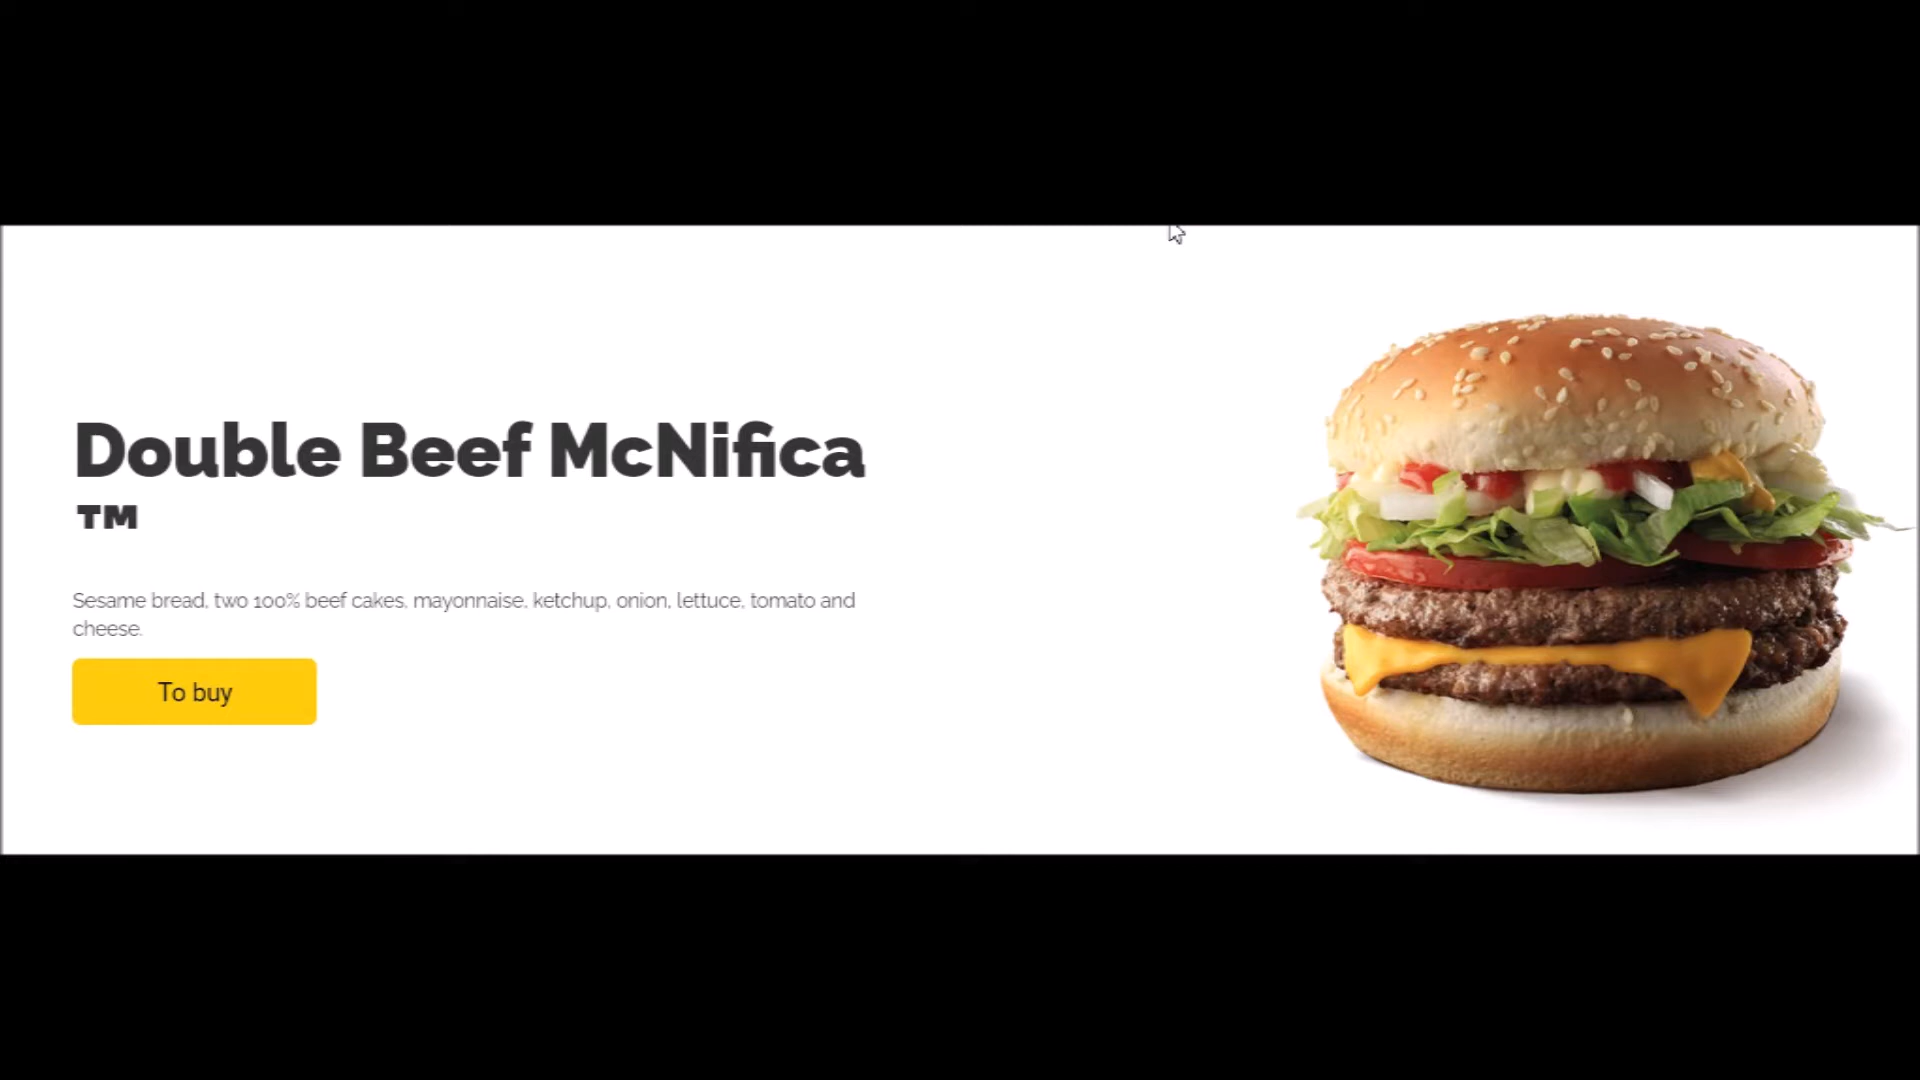 Double Beef McNifica
™
Sesame bread, two 100% beef cakes, mayonnaise, ketchup, onion, lettuce, tomato and
cheese.
To buy